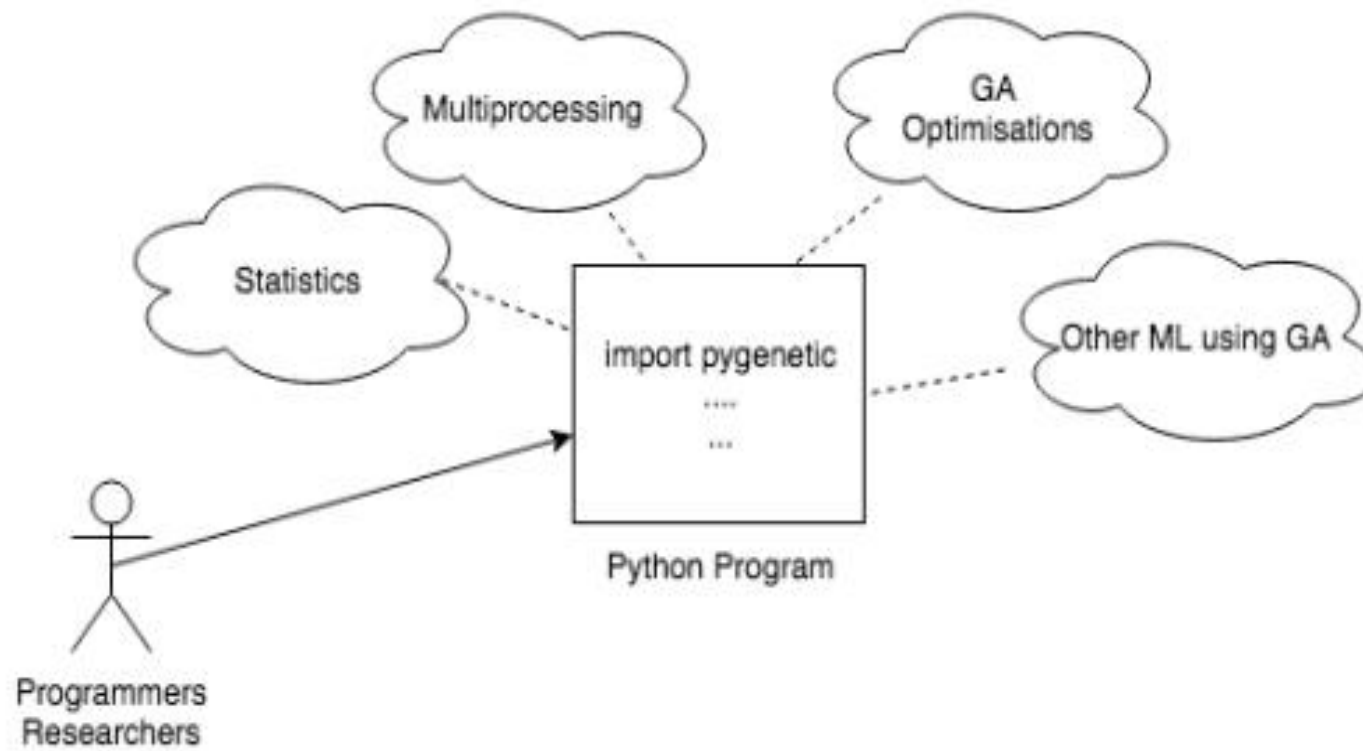 Multiprocessing
GA
Optimisations
Statistics
Other ML using GA
import pygenetic
....
...
Python Program
Programmers
Researchers